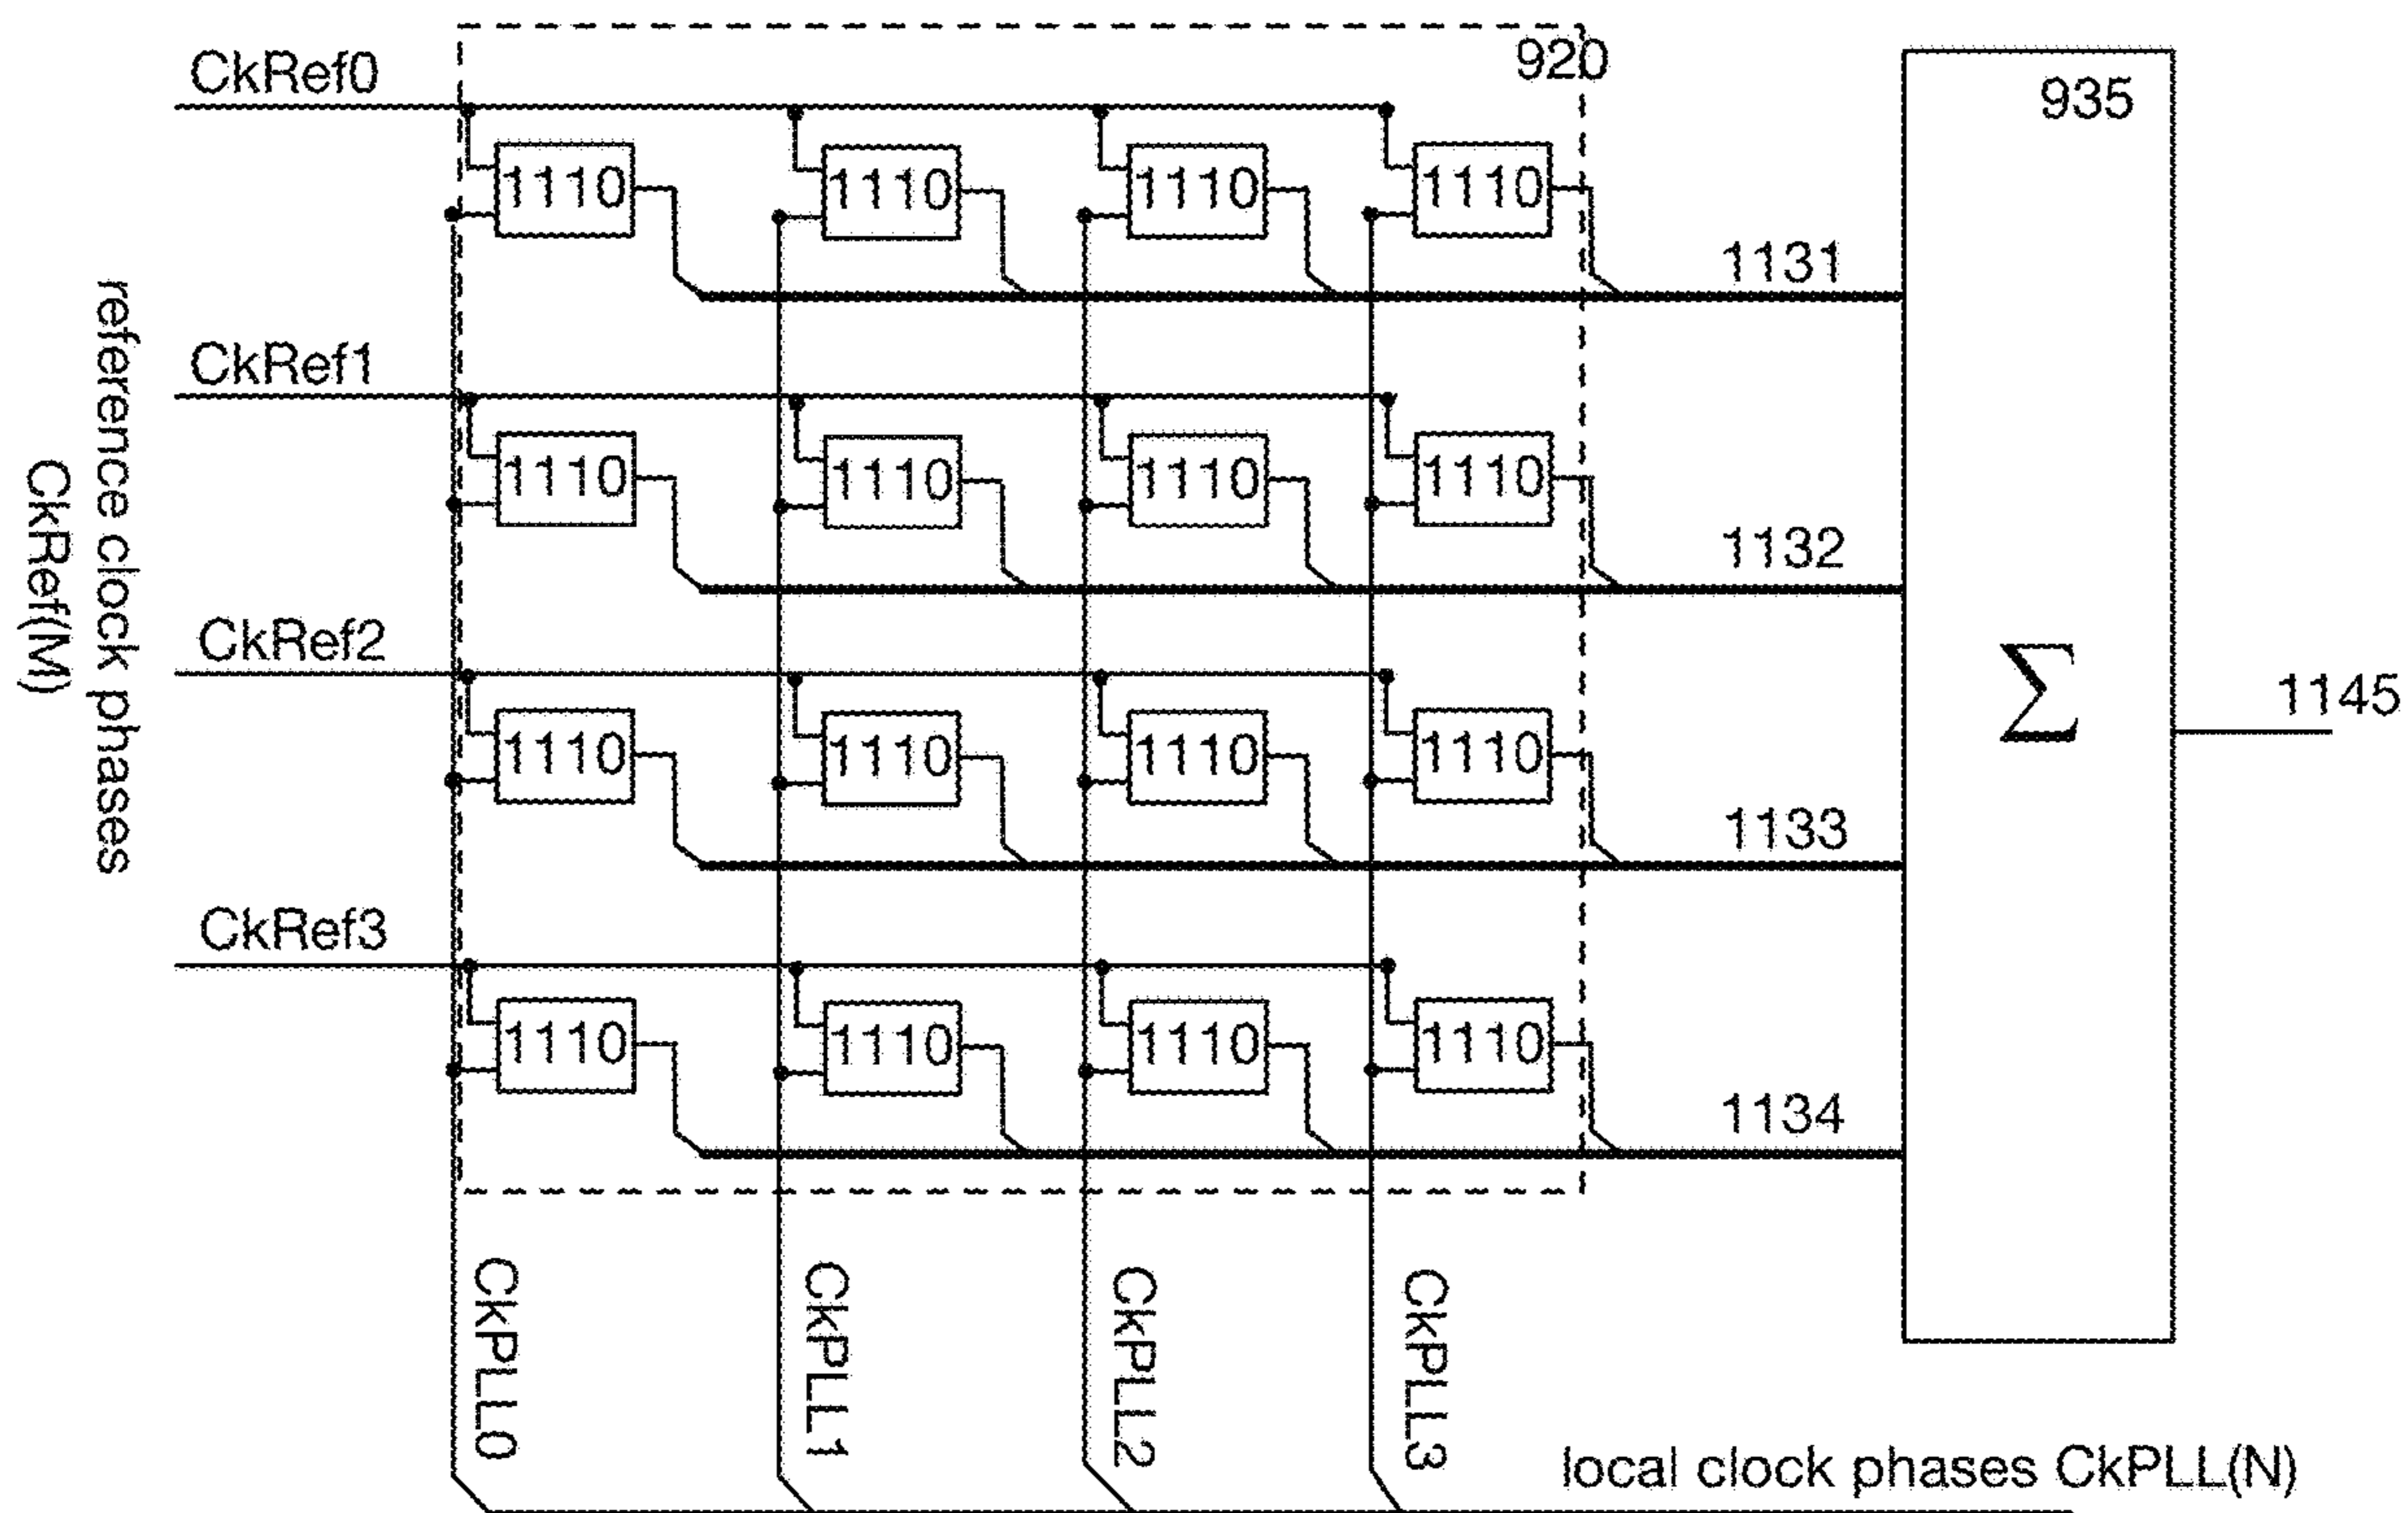 920
935
CkRef0
1110 1110 1110 1110
1131
CkRef1
1110 1110 1110 1110
1132
reference clock phases
CkRef(M)
CkRef2
Σ
1145
1110 1110 1110 1110
1133
CkRef3
1110 1110 1110 1110
1134
CkPLL0
CkPLL1
CkPLL2
CkPLL3
local clock phases CkPLL(N)